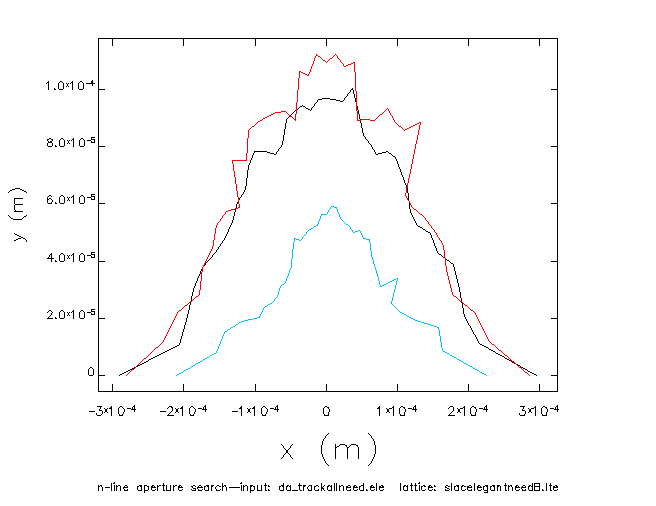 y (m)
1.0×10⁻⁴
8.0×10⁻⁵
6.0×10⁻⁵
4.0×10⁻⁵
2.0×10⁻⁵
0
−3×10⁻⁴ −2×10⁻⁴ −1×10⁻⁴ 0 1×10⁻⁴ 2×10⁻⁴ 3×10⁻⁴
x (m)
n-line aperture search--input: da_trackallneed.ele lattice: slacelegantneed8.lte